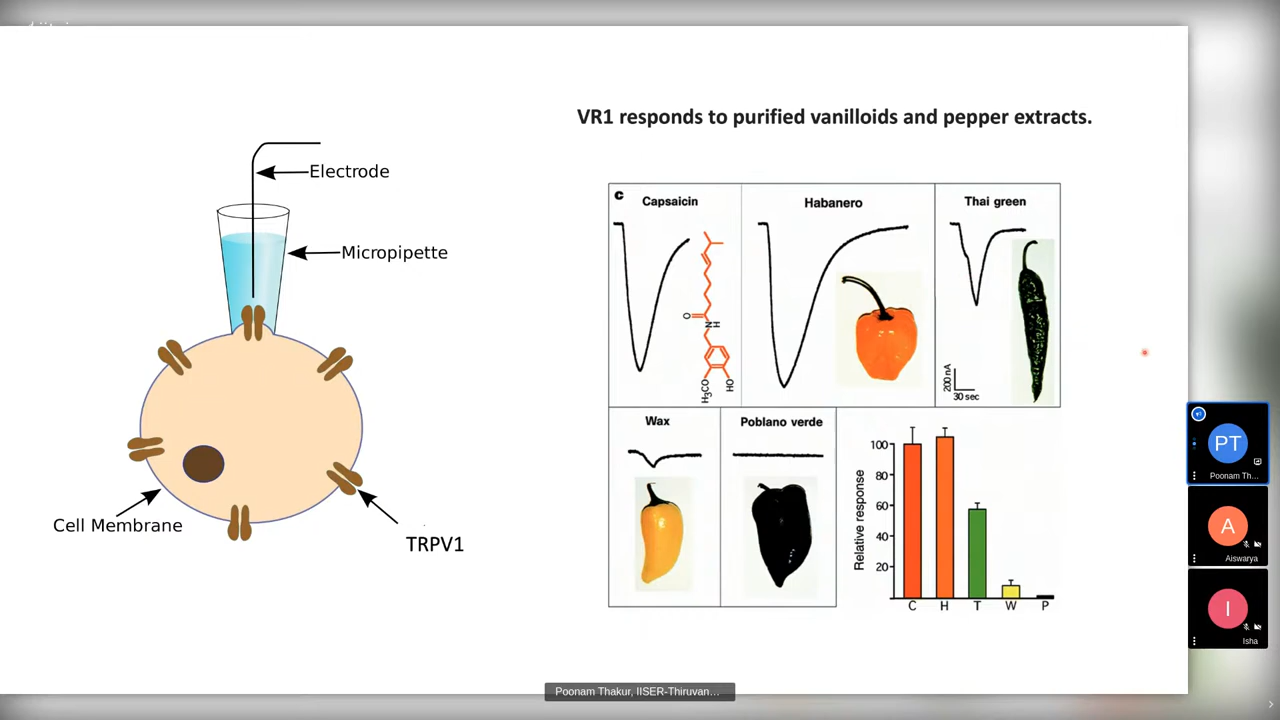 VR1 responds to purified vanilloids and pepper extracts.
Electrode
Micropipette
Cell Membrane
TRPV1
c
Capsaicin
Habanero
Thai green
O
N
H
H3CO
HO
200 nA
30 sec
Wax
Poblano verde
Relative response
100
80
60
40
20
C H T W P
PT
Poonam Th...
A
Aiswarya
I
Isha
Poonam Thakur, IISER-Thiruvan...